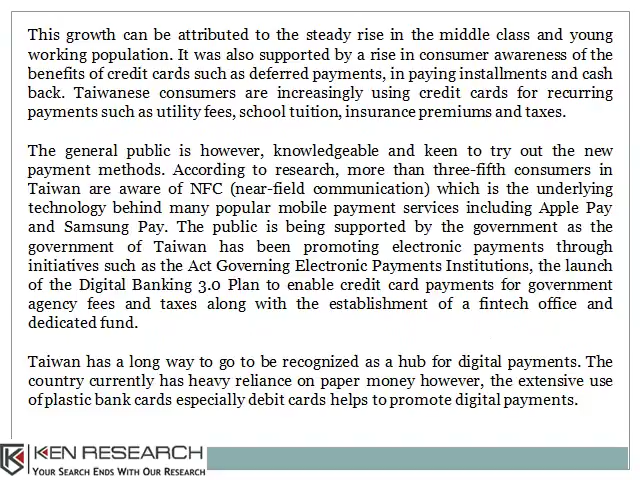 This growth can be attributed to the steady rise in the middle class and young
working population. It was also supported by a rise in consumer awareness of the
benefits of credit cards such as deferred payments, in paying installments and cash
back. Taiwanese consumers are increasingly using credit cards for recurring
payments such as utility fees, school tuition, insurance premiums and taxes.
The general public is however, knowledgeable and keen to try out the new
payment methods. According to research, more than three-fifth consumers in
Taiwan are aware of NFC (near-field communication) which is the underlying
technology behind many popular mobile payment services including Apple Pay
and Samsung Pay. The public is being supported by the government as the
government of Taiwan has been promoting electronic payments through
initiatives such as the Act Governing Electronic Payments Institutions, the launch
of the Digital Banking 3.0 Plan to enable credit card payments for government
agency fees and taxes along with the establishment of a fintech office and
dedicated fund.
Taiwan has a long way to go to be recognized as a hub for digital payments. The
country currently has heavy reliance on paper money however, the extensive use
of plastic bank cards especially debit cards helps to promote digital payments.
KEN RESEARCH
YOUR SEARCH ENDS WITH OUR RESEARCH